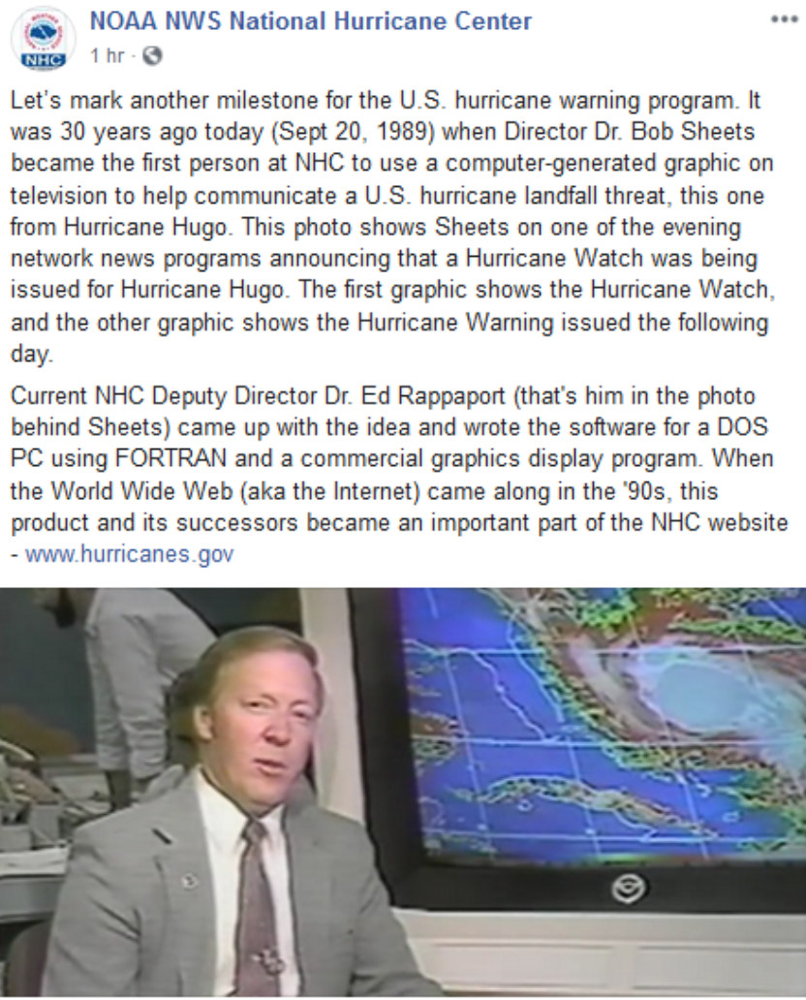 NOAA NWS National Hurricane Center
NHC
1 hr ·
Let's mark another milestone for the U.S. hurricane warning program. It
was 30 years ago today (Sept 20, 1989) when Director Dr. Bob Sheets
became the first person at NHC to use a computer-generated graphic on
television to help communicate a U.S. hurricane landfall threat, this one
from Hurricane Hugo. This photo shows Sheets on one of the evening
network news programs announcing that a Hurricane Watch was being
issued for Hurricane Hugo. The first graphic shows the Hurricane Watch,
and the other graphic shows the Hurricane Warning issued the following
day.
Current NHC Deputy Director Dr. Ed Rappaport (that's him in the photo
behind Sheets) came up with the idea and wrote the software for a DOS
PC using FORTRAN and a commercial graphics display program. When
the World Wide Web (aka the Internet) came along in the '90s, this
product and its successors became an important part of the NHC website
- www.hurricanes.gov